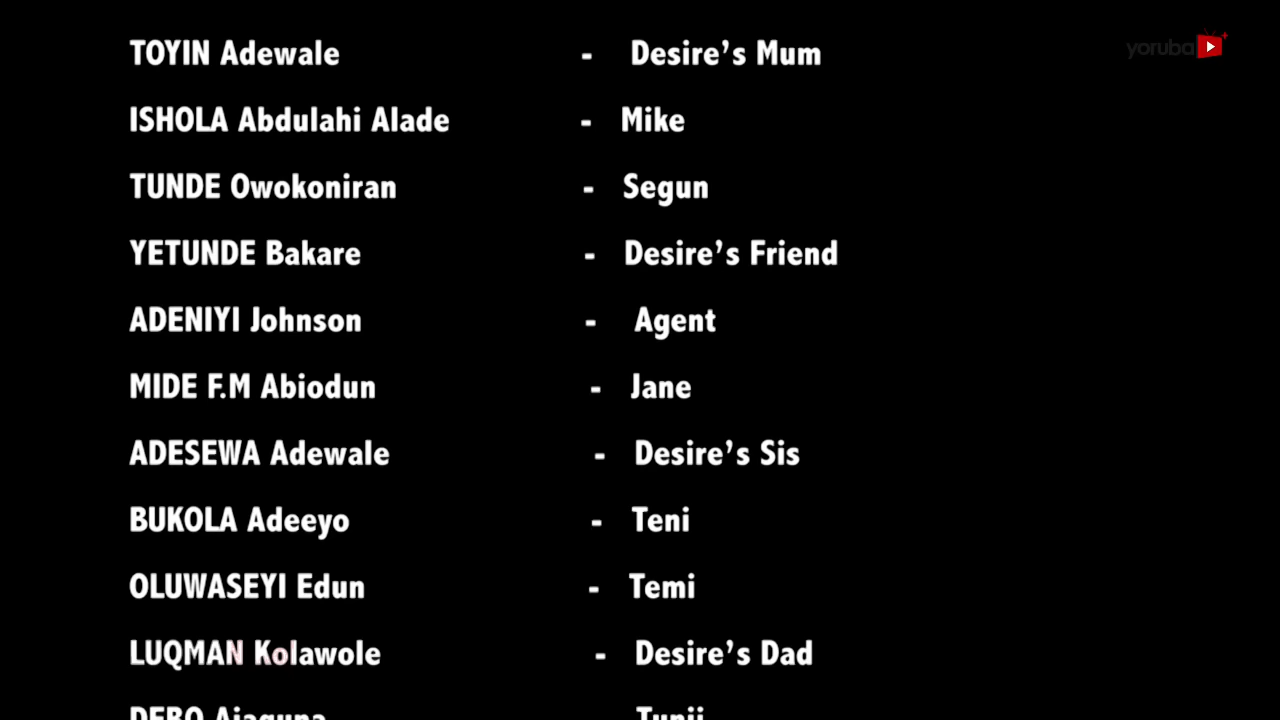 TOYIN Adewale - Desire's Mum
yoruba
ISHOLA Abdulahi Alade - Mike
TUNDE Owokoniran - Segun
YETUNDE Bakare - Desire's Friend
ADENIYI Johnson - Agent
MIDE F.M Abiodun - Jane
ADESEWA Adewale - Desire's Sis
BUKOLA Adeeyo - Teni
OLUWASEYI Edun - Temi
LUQMAN Kolawole - Desire's Dad